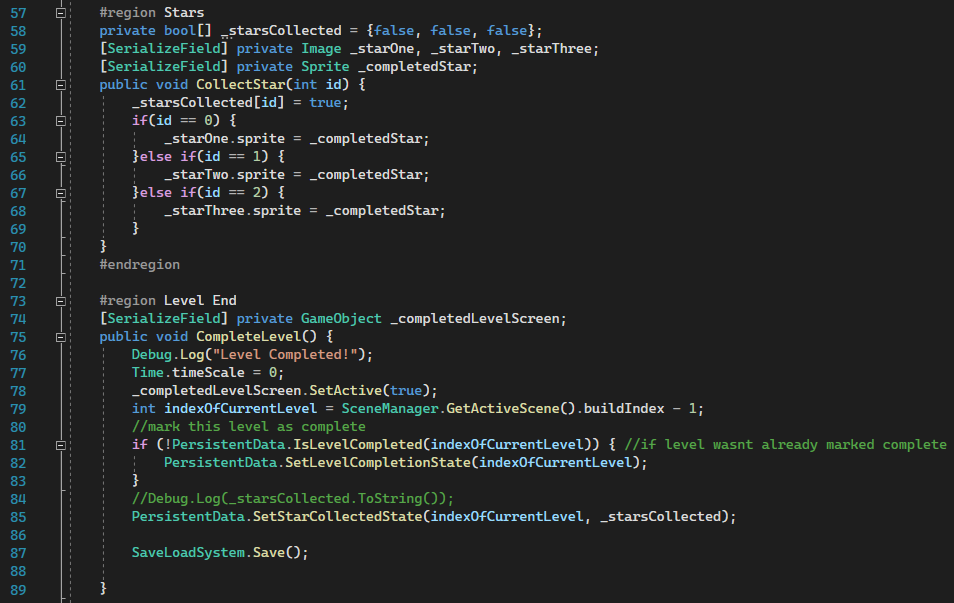 57 #region Stars
58 private bool[] _starsCollected = {false, false, false};
59 [SerializeField] private Image _starOne, _starTwo, _starThree;
60 [SerializeField] private Sprite _completedStar;
61 public void CollectStar(int id) {
62 _starsCollected[id] = true;
63 if(id == 0) {
64 _starOne.sprite = _completedStar;
65 }else if(id == 1) {
66 _starTwo.sprite = _completedStar;
67 }else if(id == 2) {
68 _starThree.sprite = _completedStar;
69 }
70 }
71 #endregion
72
73 #region Level End
74 [SerializeField] private GameObject _completedLevelScreen;
75 public void CompleteLevel() {
76 Debug.Log("Level Completed!");
77 Time.timeScale = 0;
78 _completedLevelScreen.SetActive(true);
79 int indexOfCurrentLevel = SceneManager.GetActiveScene().buildIndex - 1;
80 //mark this level as complete
81 if (!PersistentData.IsLevelCompleted(indexOfCurrentLevel)) { //if level wasnt already marked complete
82 PersistentData.SetLevelCompletionState(indexOfCurrentLevel);
83 }
84 //Debug.Log(_starsCollected.ToString());
85 PersistentData.SetStarCollectedState(indexOfCurrentLevel, _starsCollected);
86
87 SaveLoadSystem.Save();
88
89 }